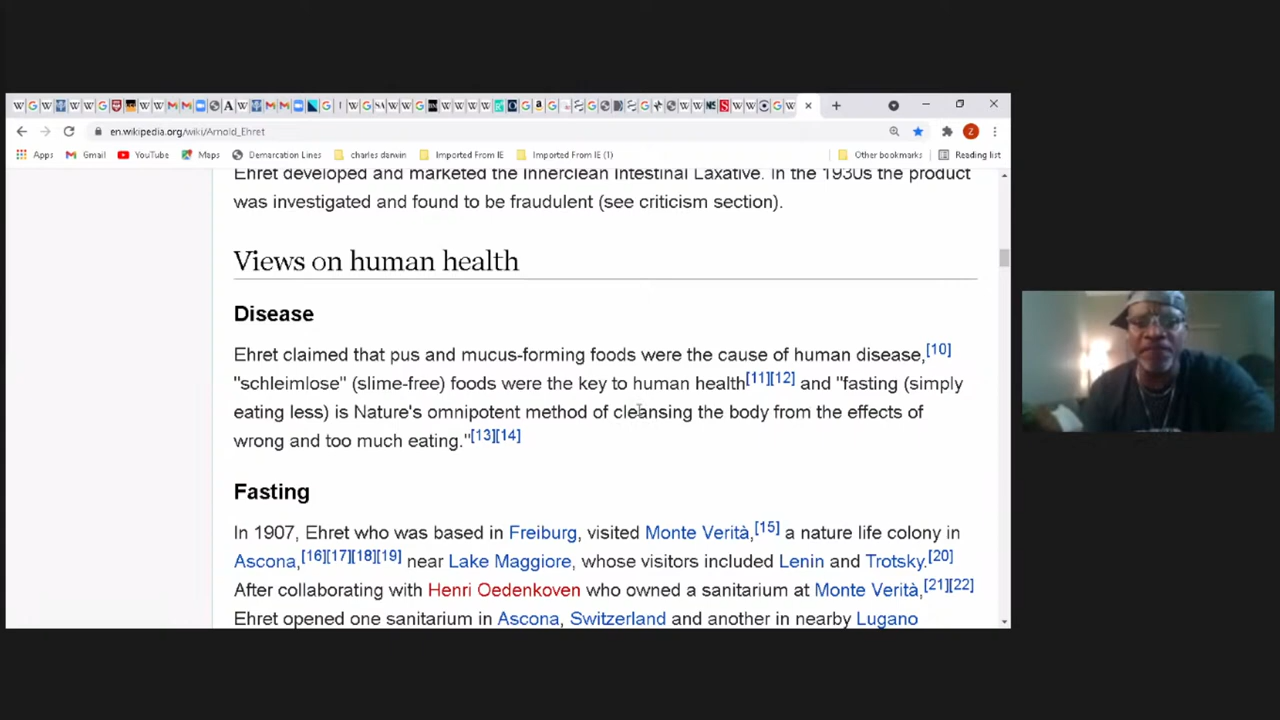 en.wikipedia.org/wiki/Arnold_Ehret
Apps Gmail YouTube Maps Demarcation Lines charles darwin Imported From IE Imported From IE (1) Other bookmarks Reading list
Ehret developed and marketed the Innerclean Intestinal Laxative. In the 1930s the product
was investigated and found to be fraudulent (see criticism section).
Views on human health
Disease
Ehret claimed that pus and mucus-forming foods were the cause of human disease,[10]
"schleimlose" (slime-free) foods were the key to human health[11][12] and "fasting (simply
eating less) is Nature's omnipotent method of cleansing the body from the effects of
wrong and too much eating."[13][14]
Fasting
In 1907, Ehret who was based in Freiburg, visited Monte Verità,[15] a nature life colony in
Ascona,[16][17][18][19] near Lake Maggiore, whose visitors included Lenin and Trotsky.[20]
After collaborating with Henri Oedenkoven who owned a sanitarium at Monte Verità,[21][22]
Ehret opened one sanitarium in Ascona, Switzerland and another in nearby Lugano